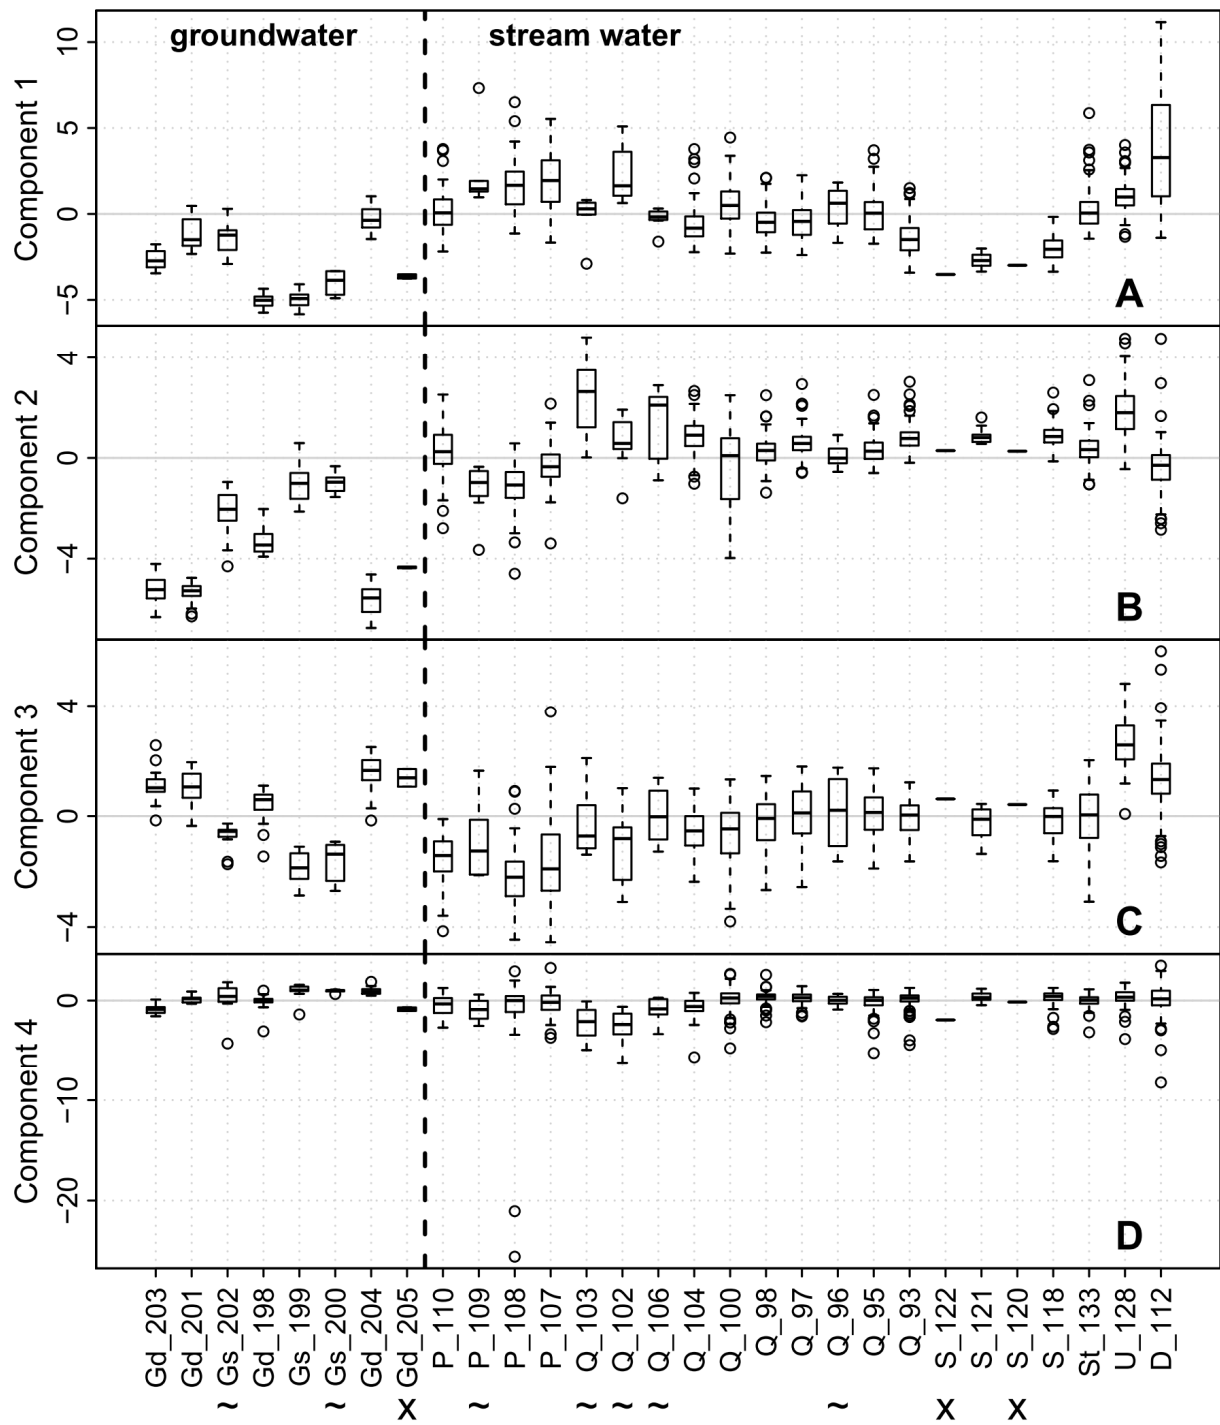 groundwater stream water
Component 1
10
5
0
−5
A
Component 2
4
0
−4
B
Component 3
4
0
−4
C
Component 4
0
−10
−20
D
Gd_203 Gd_201 Gs_202 Gd_198 Gs_199 Gs_200 Gd_204 Gd_205 P_110 P_109 P_108 P_107 Q_103 Q_102 Q_106 Q_104 Q_100 Q_98 Q_97 Q_96 Q_95 Q_93 S_122 S_121 S_120 S_118 St_133 U_128 D_112
~ ~ x ~ ~ ~ ~ ~ x x